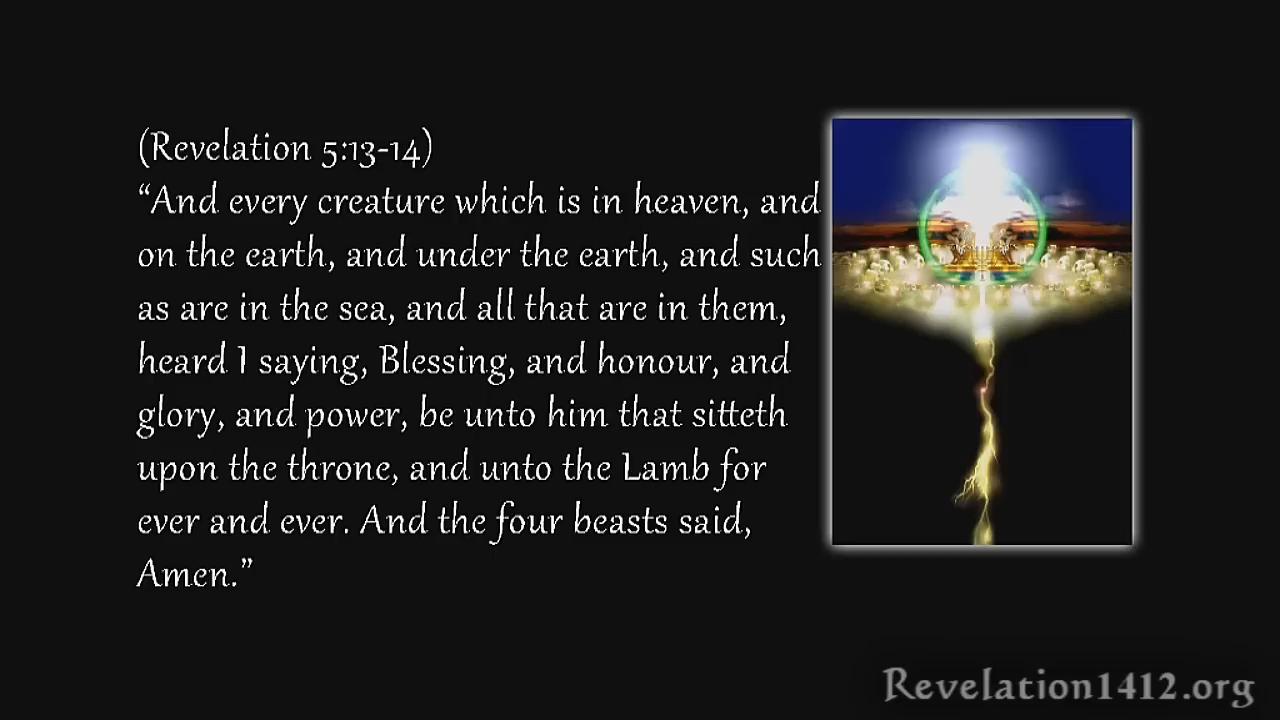 (Revelation 5:13-14)
“And every creature which is in heaven, and
on the earth, and under the earth, and such
as are in the sea, and all that are in them,
heard I saying, Blessing, and honour, and
glory, and power, be unto him that sitteth
upon the throne, and unto the Lamb for
ever and ever. And the four beasts said,
Amen.”
Revelation1412.org